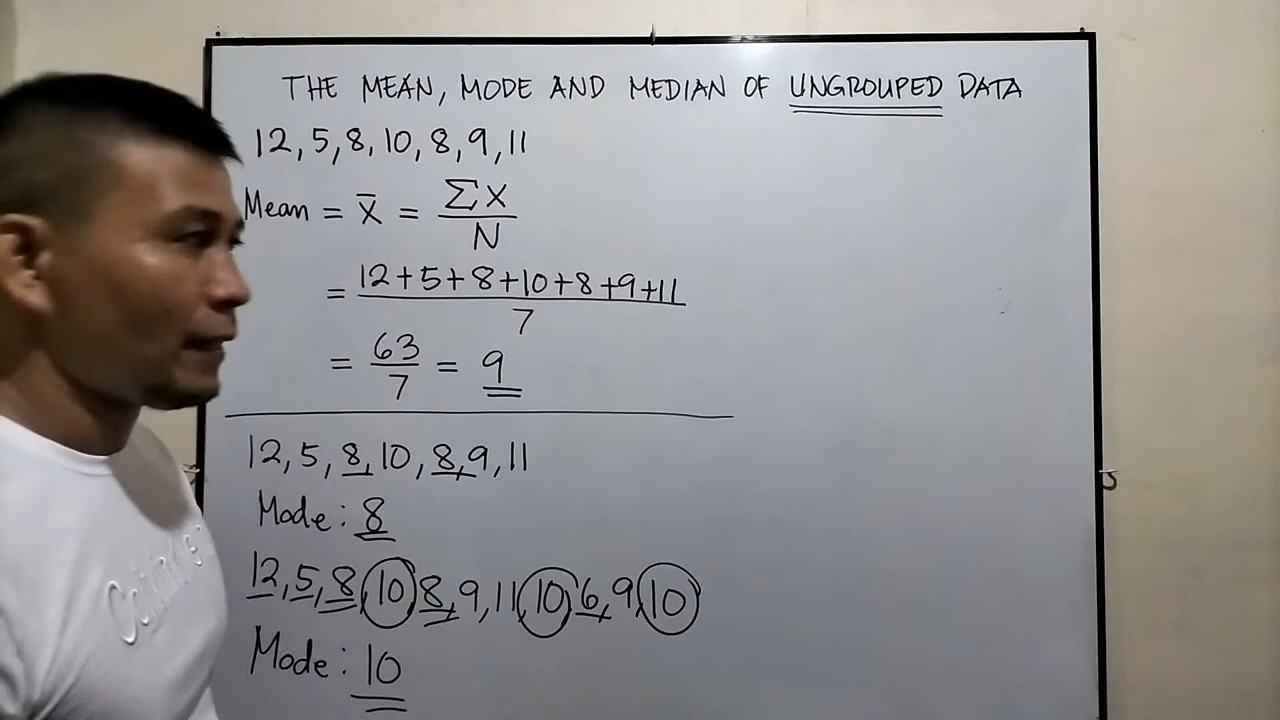 THE MEAN, MODE AND MEDIAN OF UNGROUPED DATA
12, 5, 8, 10, 8, 9, 11
Mean = x̄ = ΣX / N
= 12+5+8+10+8+9+11 / 7
= 63 / 7 = 9
12, 5, 8, 10, 8, 9, 11
Mode: 8
12, 5, 8, 10, 8, 9, 11, 10, 6, 9, 10
Mode: 10